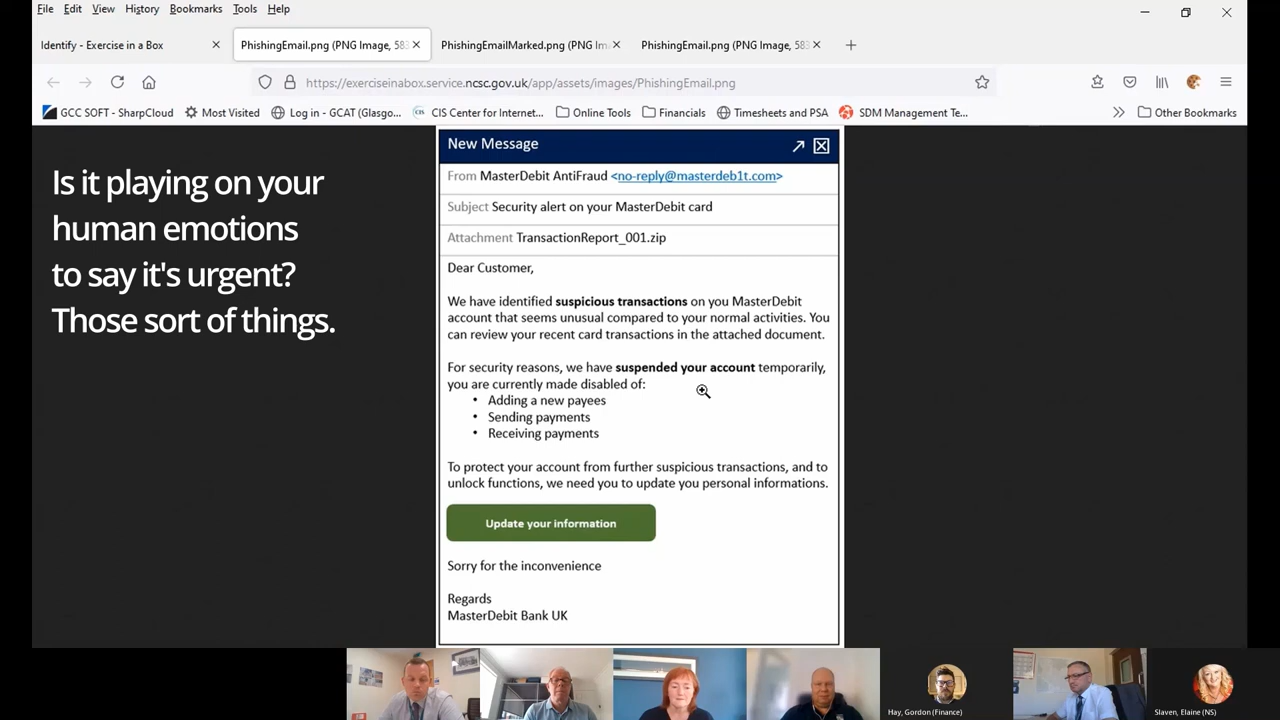 File Edit View History Bookmarks Tools Help
Identify - Exercise in a Box
PhishingEmail.png (PNG Image, 583
PhishingEmailMarked.png (PNG Im
PhishingEmail.png (PNG Image, 583
https://exerciseinabox.service.ncsc.gov.uk/app/assets/images/PhishingEmail.png
GCC SOFT - SharpCloud Most Visited Log in - GCAT (Glasgo... CIS CIS Center for Internet... Online Tools Financials Timesheets and PSA SDM Management Te... Other Bookmarks
Is it playing on your
human emotions
to say it's urgent?
Those sort of things.
New Message
From MasterDebit AntiFraud <no-reply@masterdeb1t.com>
Subject Security alert on your MasterDebit card
Attachment TransactionReport_001.zip
Dear Customer,
We have identified suspicious transactions on you MasterDebit
account that seems unusual compared to your normal activities. You
can review your recent card transactions in the attached document.
For security reasons, we have suspended your account temporarily,
you are currently made disabled of:
• Adding a new payees
• Sending payments
• Receiving payments
To protect your account from further suspicious transactions, and to
unlock functions, we need you to update you personal informations.
Update your information
Sorry for the inconvenience
Regards
MasterDebit Bank UK
Hay, Gordon (Finance)
Slaven, Elaine (NS)